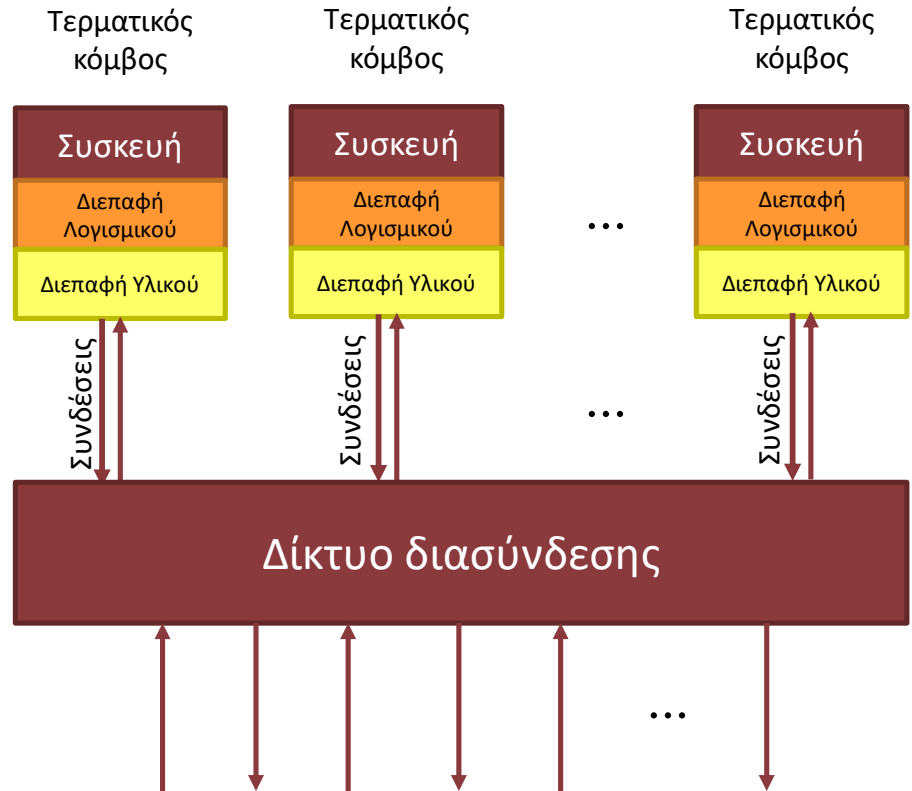 Τερματικός
κόμβος
Τερματικός
κόμβος
Τερματικός
κόμβος
Συσκευή
Διεπαφή
Λογισμικού
Διεπαφή Υλικού
Συσκευή
Διεπαφή
Λογισμικού
Διεπαφή Υλικού
...
Συσκευή
Διεπαφή
Λογισμικού
Διεπαφή Υλικού
Συνδέσεις
Συνδέσεις
...
Συνδέσεις
Δίκτυο διασύνδεσης
...